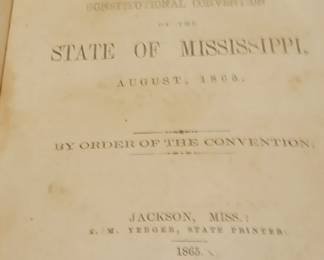 CONSTITUTIONAL CONVENTION
OF THE
STATE OF MISSISSIPPI.
AUGUST, 1865.
BY ORDER OF THE CONVENTION.
JACKSON, MISS.:
E. M. YERGER, STATE PRINTER.
1865.